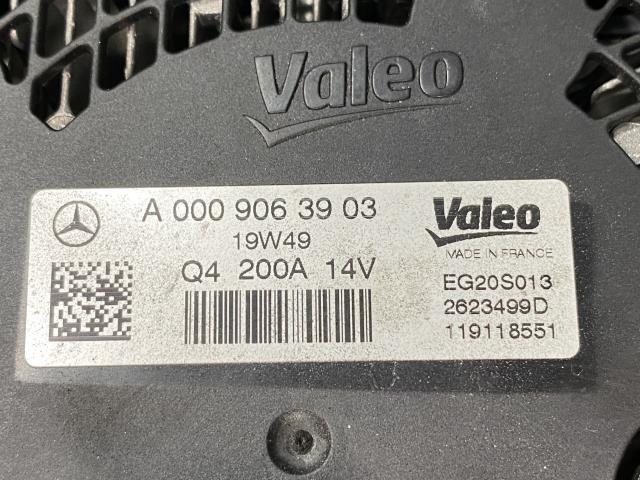 Valeo
A 000 906 39 03
19W49
Q4 200A 14V
Valeo
MADE IN FRANCE
EG20S013
2623499D
119118551